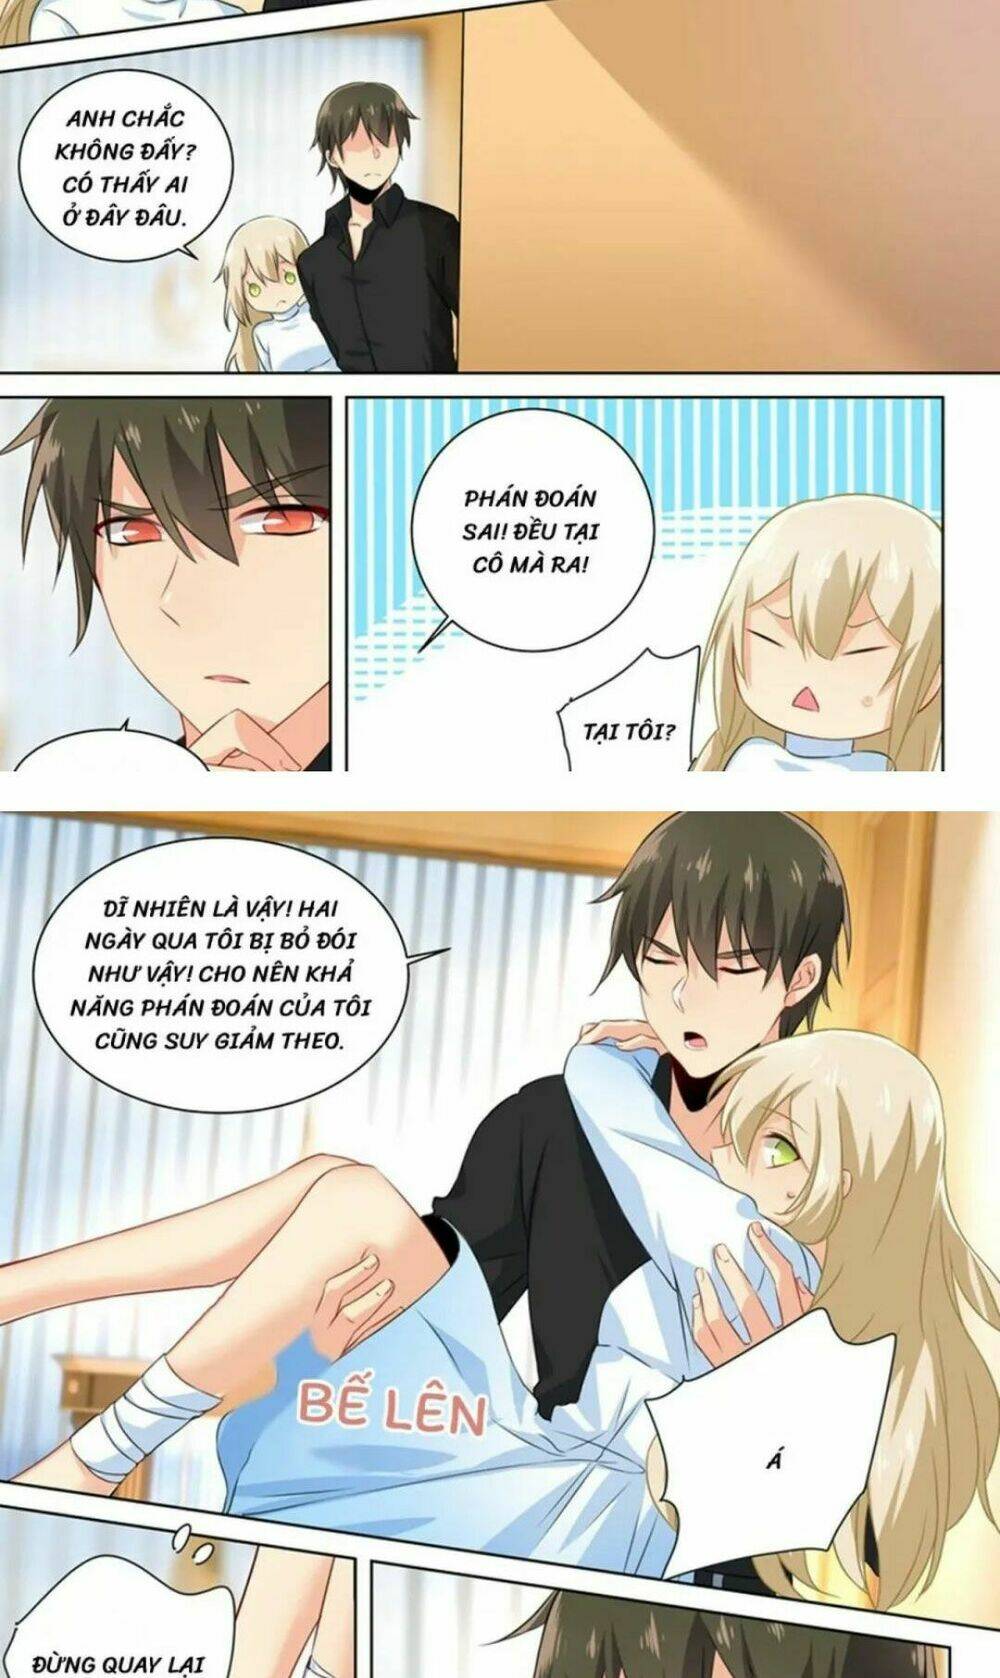 ANH CHẮC
KHÔNG ĐẤY?
CÓ THẤY AI
Ở ĐÂY ĐÂU.
PHÁN ĐOÁN
SAI! ĐỀU TẠI
CÔ MÀ RA!
TẠI TÔI?
DĨ NHIÊN LÀ VẬY! HAI
NGÀY QUA TÔI BỊ BỎ ĐÓI
NHƯ VẬY! CHO NÊN KHẢ
NĂNG PHÁN ĐOÁN CỦA TÔI
CŨNG SUY GIẢM THEO.
BẾ LÊN
Á
ĐỪNG QUAY LẠI